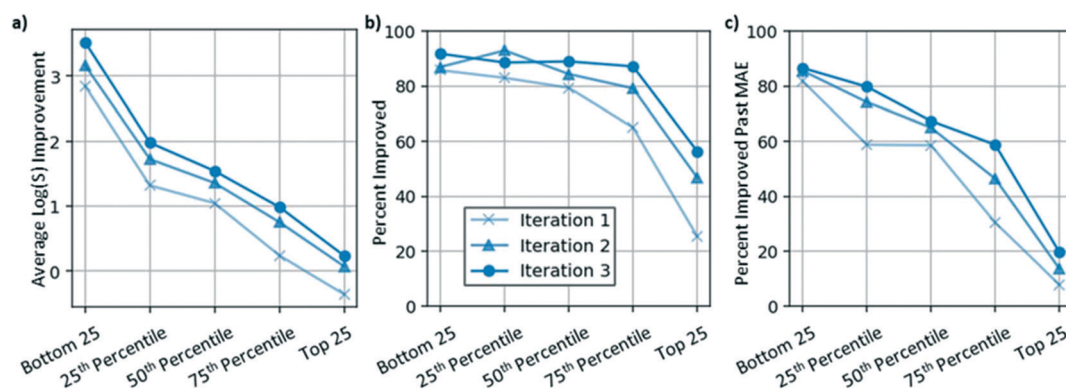 a)
Average Log(S) Improvement
3
2
1
0
Bottom 25
25th Percentile
50th Percentile
75th Percentile
Top 25
b)
Percent Improved
100
80
60
40
20
0
Iteration 1
Iteration 2
Iteration 3
Bottom 25
25th Percentile
50th Percentile
75th Percentile
Top 25
c)
Percent Improved Past MAE
100
80
60
40
20
0
Bottom 25
25th Percentile
50th Percentile
75th Percentile
Top 25